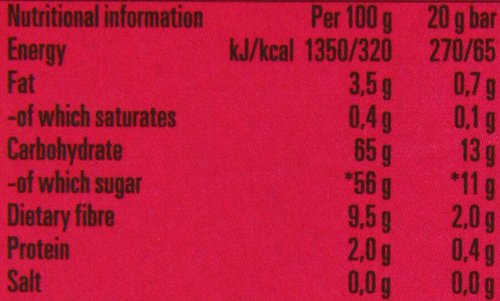 Nutritional information Per 100 g 20 g bar
Energy kJ/kcal 1350/320 270/65
Fat 3,5 g 0,7 g
-of which saturates 0,4 g 0,1 g
Carbohydrate 65 g 13 g
-of which sugar *56 g *11 g
Dietary fibre 9,5 g 2,0 g
Protein 2,0 g 0,4 g
Salt 0,0 g 0,0 g